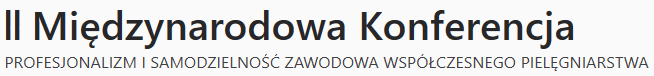 II Międzynarodowa Konferencja
PROFESJONALIZM I SAMODZIELNOŚĆ ZAWODOWA WSPÓŁCZESNEGO PIELĘGNIARSTWA